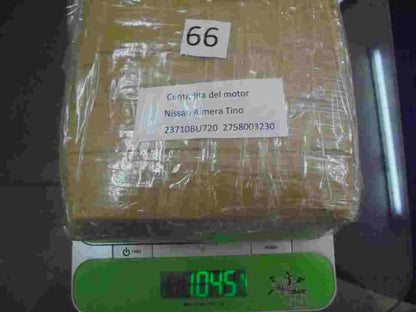 66
Centralita del motor
Nissan Almera Tino
23710BU720 2758003230
1045